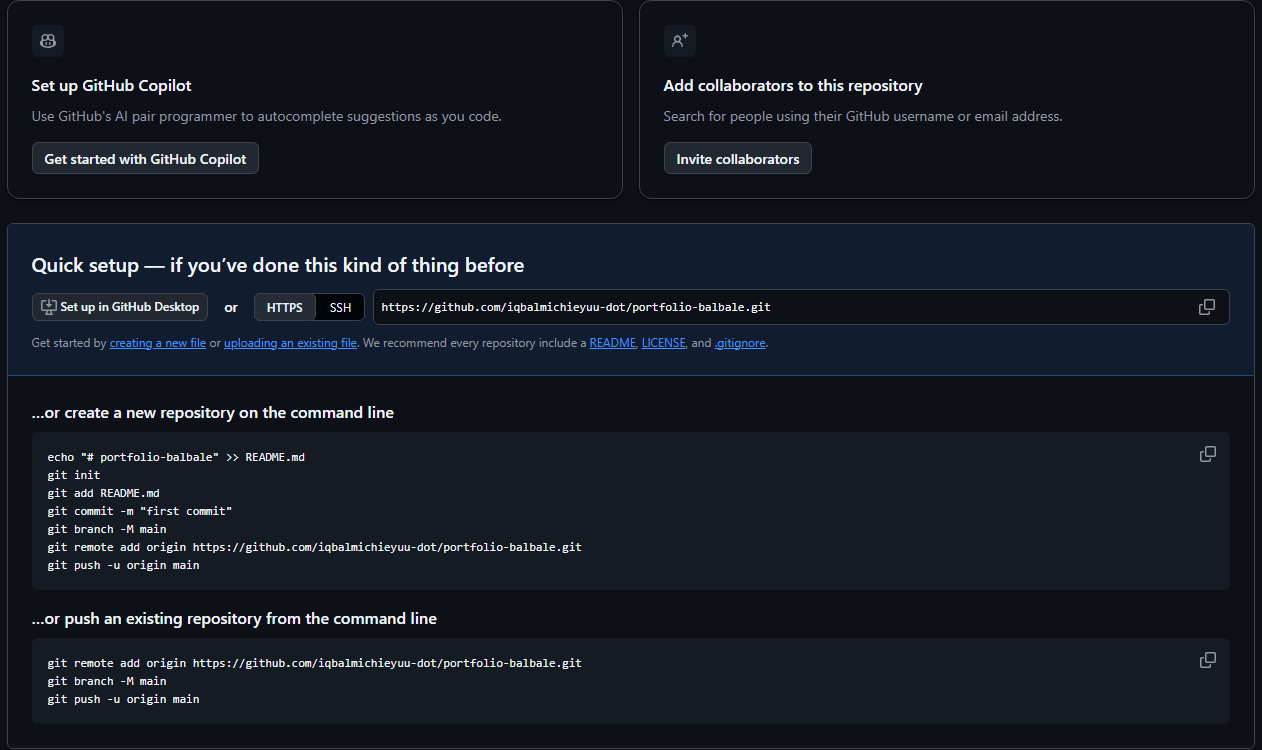 Set up GitHub Copilot
Use GitHub's AI pair programmer to autocomplete suggestions as you code.
Get started with GitHub Copilot
Add collaborators to this repository
Search for people using their GitHub username or email address.
Invite collaborators
Quick setup — if you’ve done this kind of thing before
Set up in GitHub Desktop or HTTPS SSH https://github.com/iqbalmichieyuu-dot/portfolio-balbale.git
Get started by creating a new file or uploading an existing file. We recommend every repository include a README, LICENSE, and .gitignore.
…or create a new repository on the command line
echo "# portfolio-balbale" >> README.md
git init
git add README.md
git commit -m "first commit"
git branch -M main
git remote add origin https://github.com/iqbalmichieyuu-dot/portfolio-balbale.git
git push -u origin main
…or push an existing repository from the command line
git remote add origin https://github.com/iqbalmichieyuu-dot/portfolio-balbale.git
git branch -M main
git push -u origin main